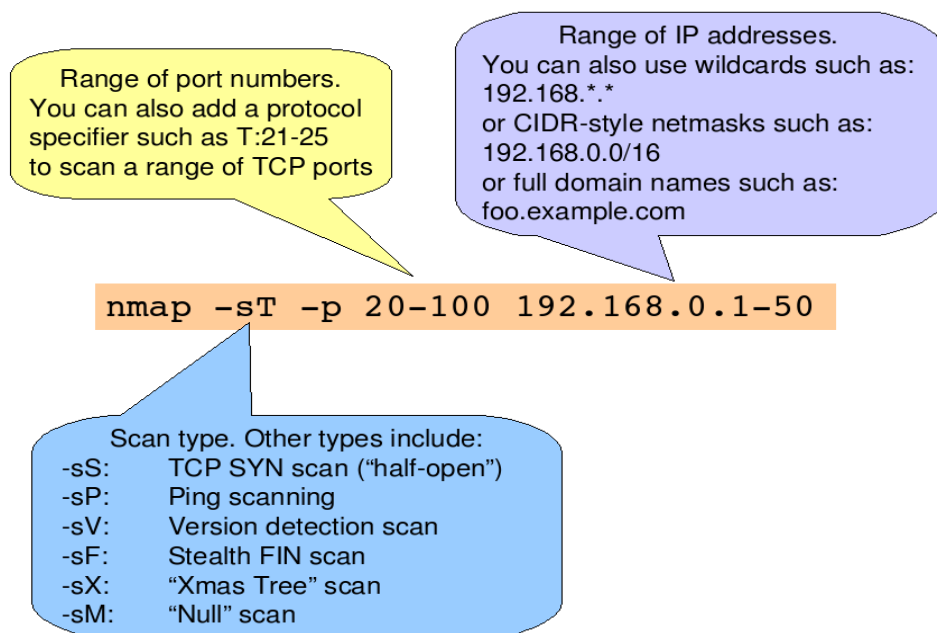 Range of port numbers.
You can also add a protocol
specifier such as T:21-25
to scan a range of TCP ports
Range of IP addresses.
You can also use wildcards such as:
192.168.*.*
or CIDR-style netmasks such as:
192.168.0.0/16
or full domain names such as:
foo.example.com
nmap -sT -p 20-100 192.168.0.1-50
Scan type. Other types include:
-sS: TCP SYN scan (“half-open”)
-sP: Ping scanning
-sV: Version detection scan
-sF: Stealth FIN scan
-sX: “Xmas Tree” scan
-sM: “Null” scan